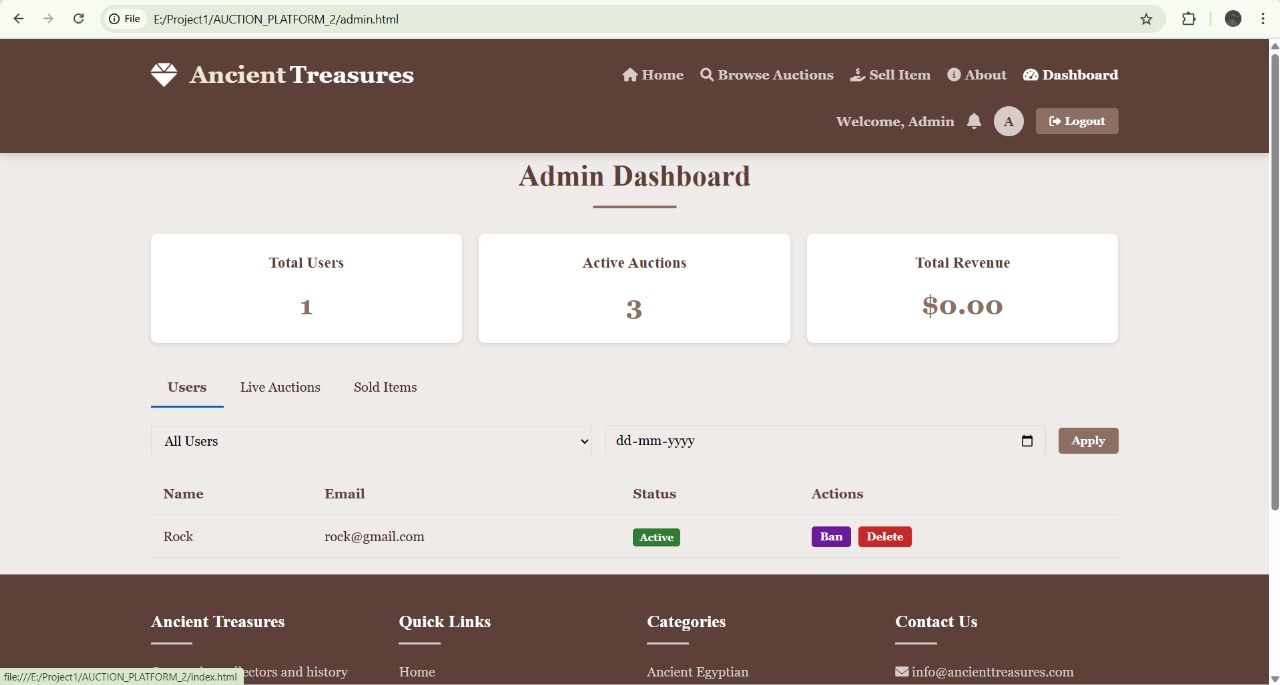 File E:/Project1/AUCTION_PLATFORM_2/admin.html
Ancient Treasures
Home Browse Auctions Sell Item About Dashboard
Welcome, Admin A Logout
Admin Dashboard
Total Users Active Auctions Total Revenue
1 3 $0.00
Users Live Auctions Sold Items
All Users dd-mm-yyyy Apply
Name Email Status Actions
Rock rock@gmail.com Active Ban Delete
Ancient Treasures Quick Links Categories Contact Us
and history Home Ancient Egyptian info@ancienttreasures.com
file:///E:/Project1/AUCTION_PLATFORM_2/index.html